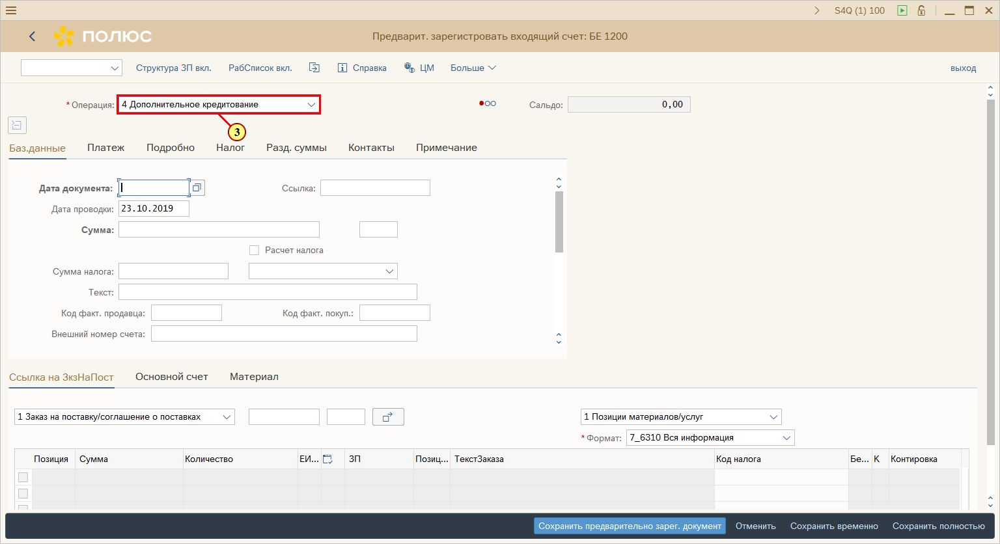 S4Q (1) 100
ПОЛЮС
Предварит. зарегистровать входящий счет: БЕ 1200
Структура ЗП вкл. РабСписок вкл. Справка ЦМ Больше выход
* Операция: 4 Дополнительное кредитование Сальдо: 0,00
3
Баз.данные Платеж Подробно Налог Разд. суммы Контакты Примечание
Дата документа: Ссылка:
Дата проводки: 23.10.2019
Сумма:
Расчет налога
Сумма налога:
Текст:
Код факт. продавца: Код факт. покуп.:
Внешний номер счета:
Ссылка на ЗкзНаПост Основной счет Материал
1 Заказ на поставку/соглашение о поставках 1 Позиции материалов/услуг
* Формат: 7_6310 Вся информация
Позиция Сумма Количество ЕИ... ЗП Позиц... ТекстЗаказа Код налога Бе... К Контировка
Сохранить предварительно зарег. документ Отменить Сохранить временно Сохранить полностью